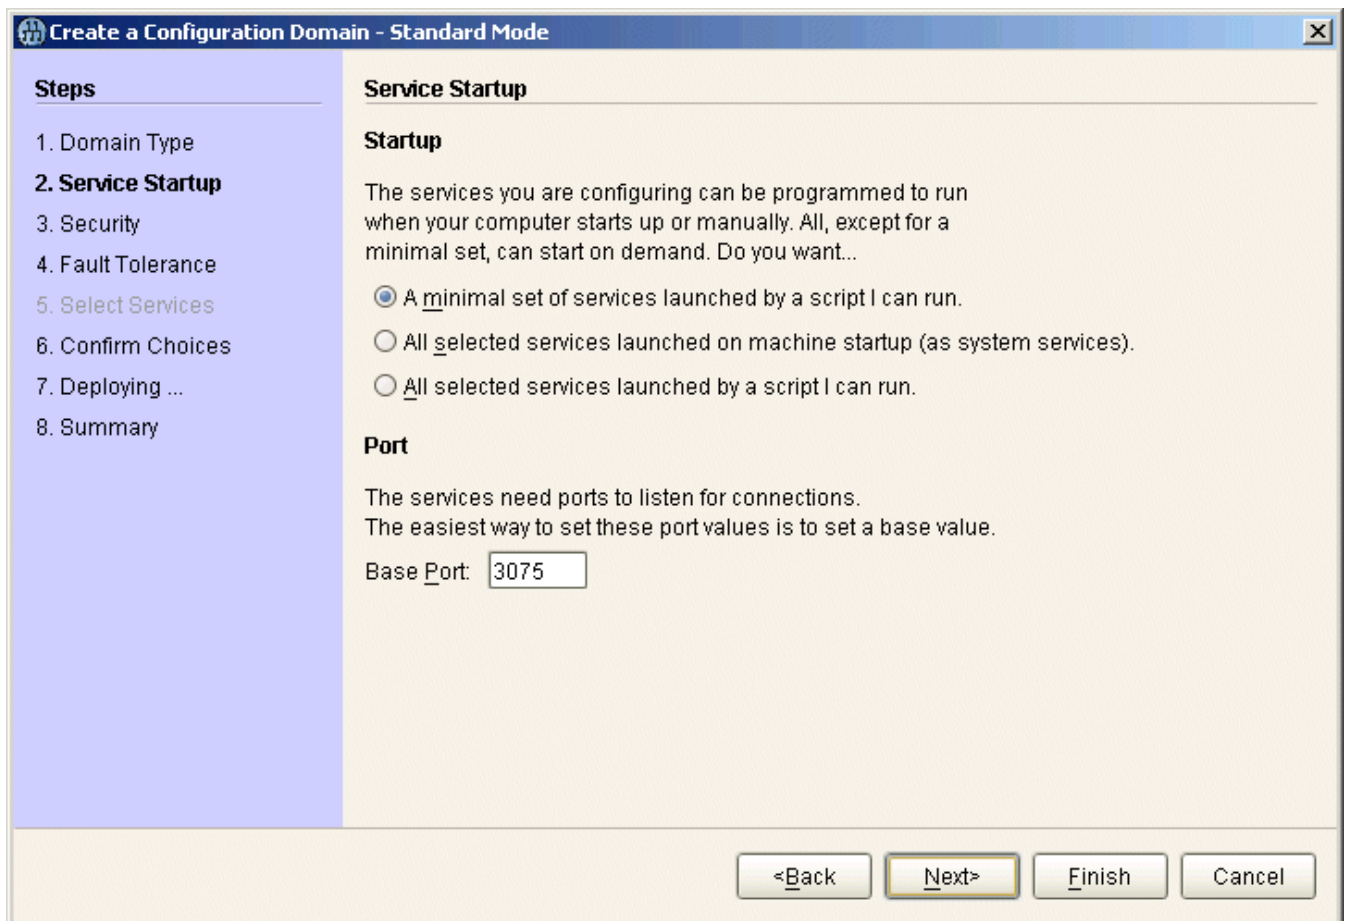 Create a Configuration Domain - Standard Mode
Steps
1. Domain Type
2. Service Startup
3. Security
4. Fault Tolerance
5. Select Services
6. Confirm Choices
7. Deploying ...
8. Summary
Service Startup
Startup
The services you are configuring can be programmed to run
when your computer starts up or manually. All, except for a
minimal set, can start on demand. Do you want...
A minimal set of services launched by a script I can run.
All selected services launched on machine startup (as system services).
All selected services launched by a script I can run.
Port
The services need ports to listen for connections.
The easiest way to set these port values is to set a base value.
Base Port: 3075
<Back Next> Finish Cancel